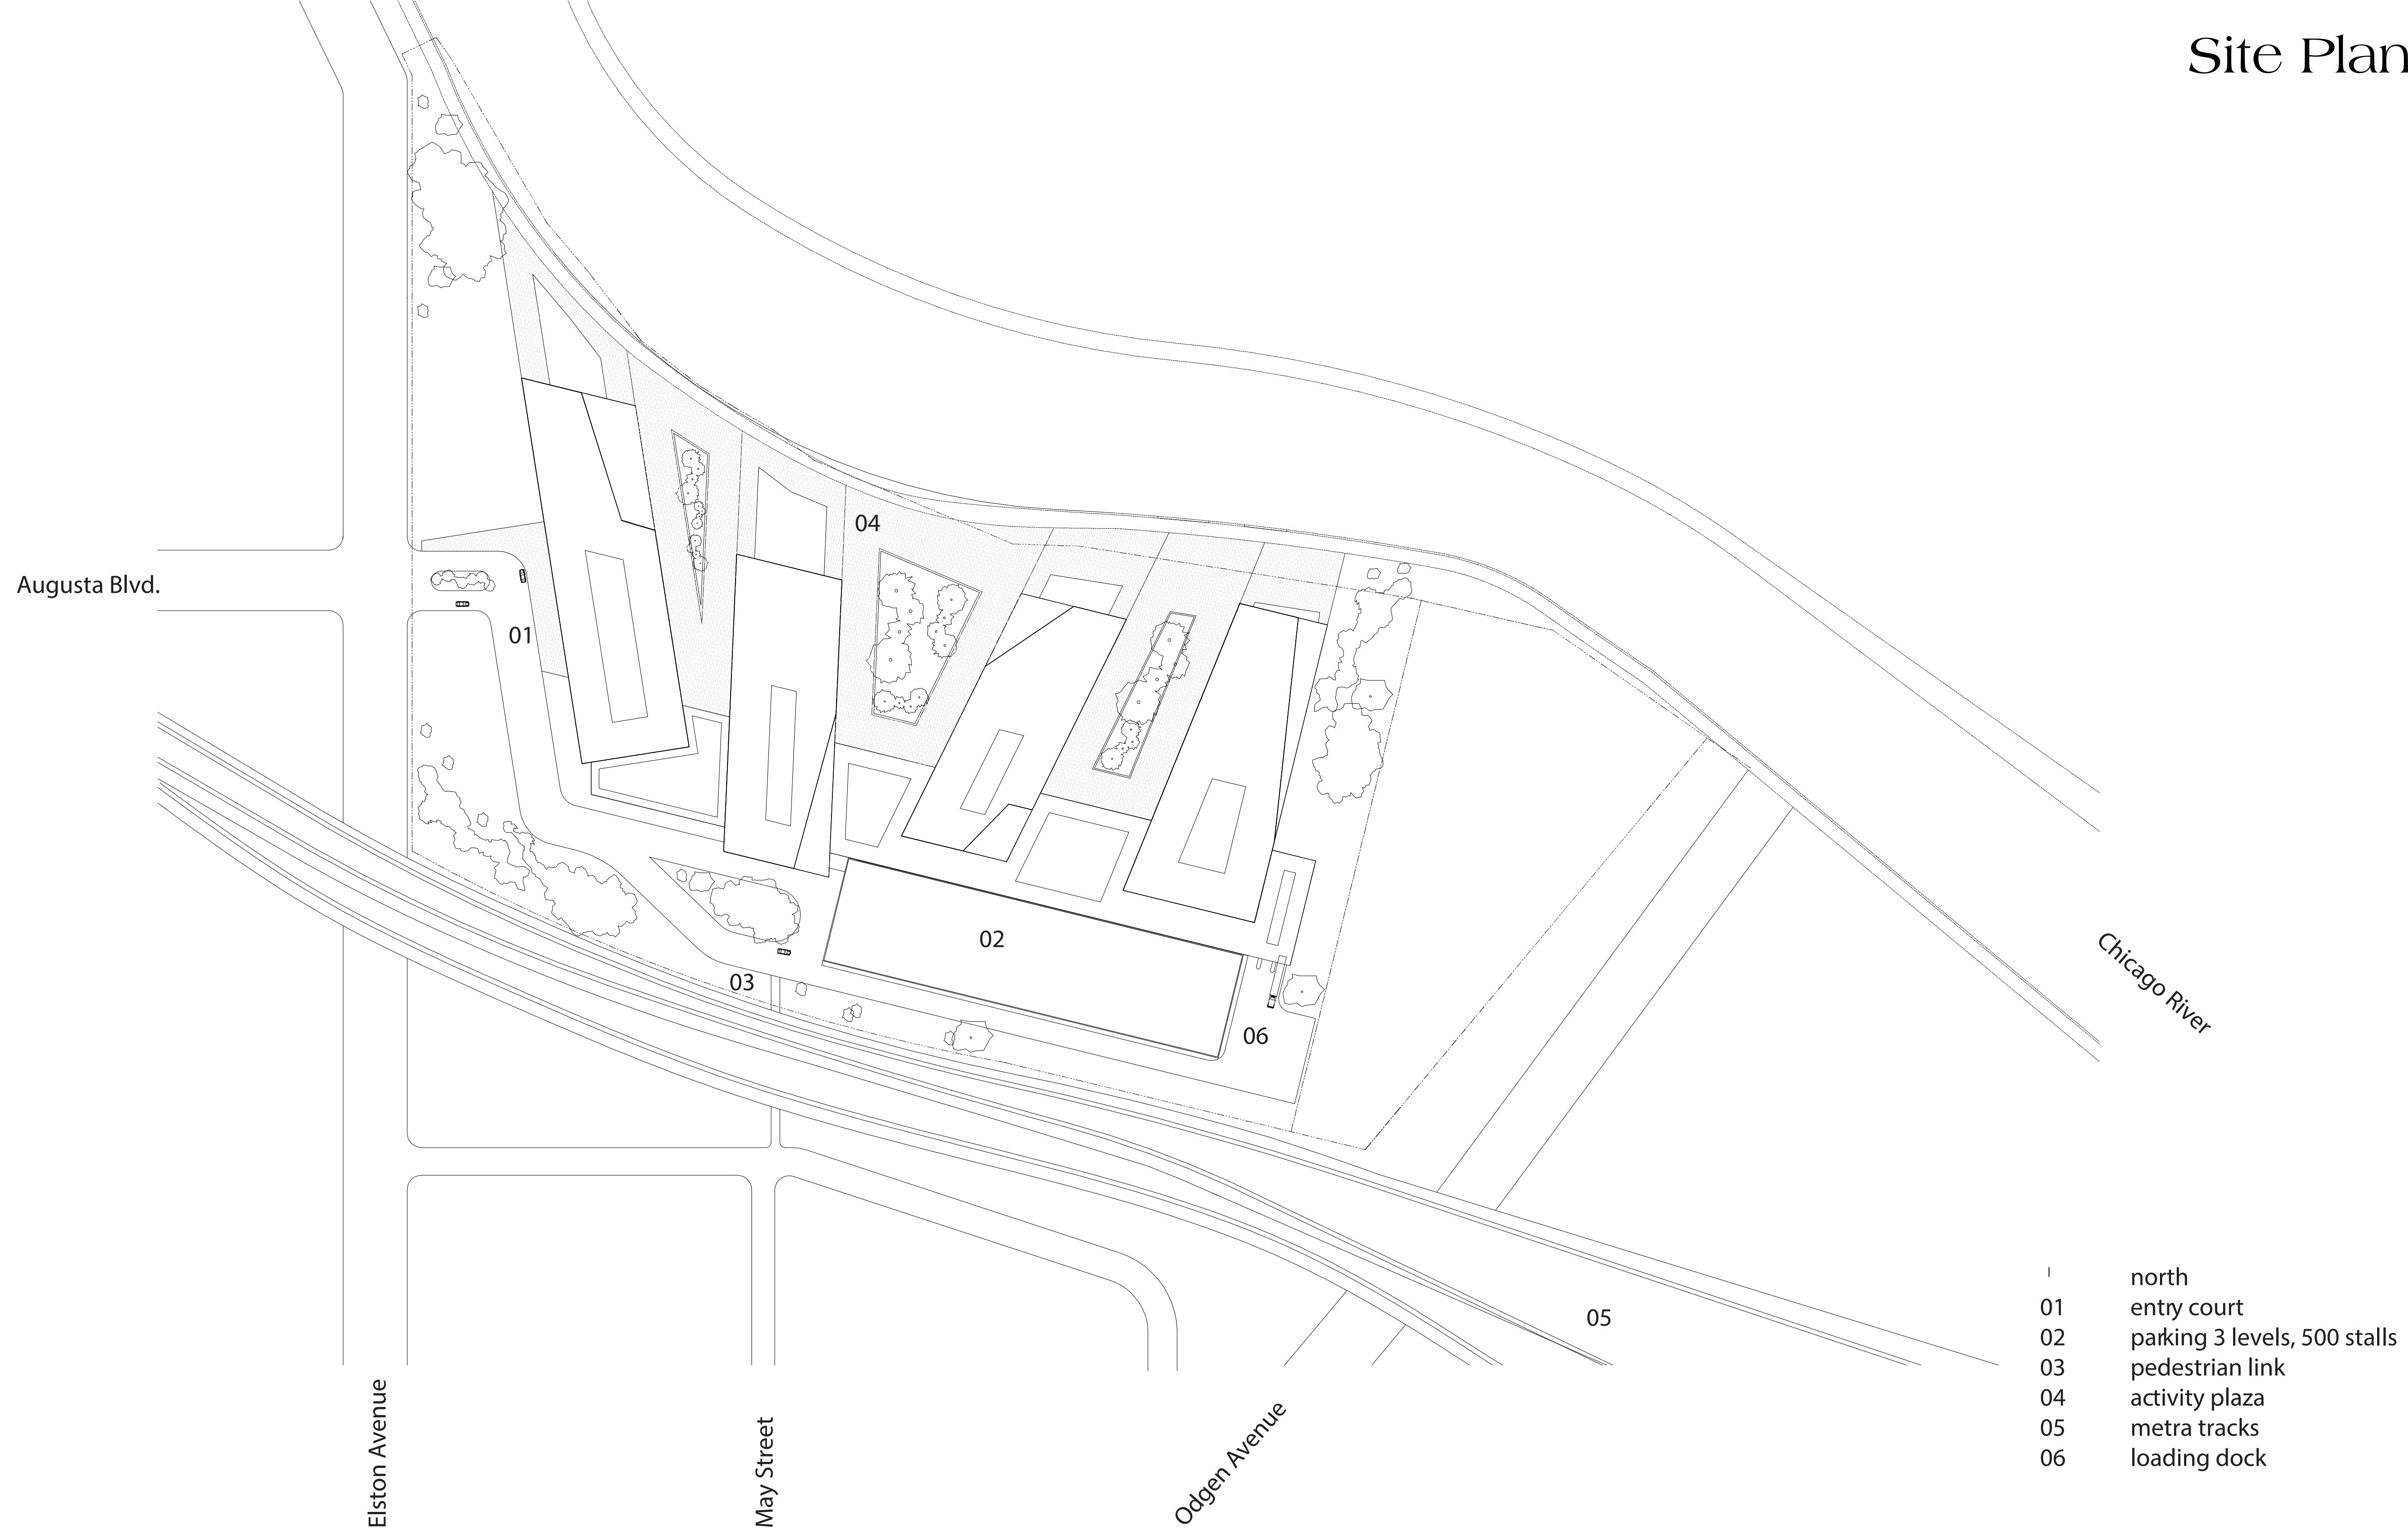 Site Plan
04
Augusta Blvd.
01
02
03
06
Chicago River
05
north
01 entry court
02 parking 3 levels, 500 stalls
03 pedestrian link
04 activity plaza
05 metra tracks
06 loading dock
Elston Avenue
May Street
Odgen Avenue